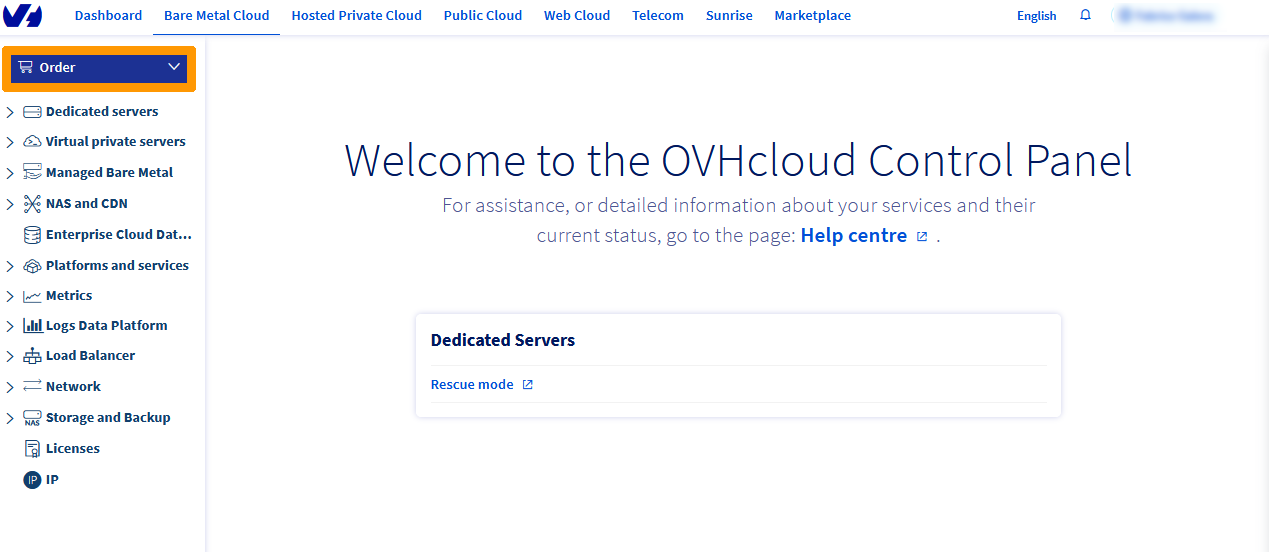 Dashboard Bare Metal Cloud Hosted Private Cloud Public Cloud Web Cloud Telecom Sunrise Marketplace English
Order
Dedicated servers
Virtual private servers
Managed Bare Metal
NAS and CDN
Enterprise Cloud Dat...
Platforms and services
Metrics
Logs Data Platform
Load Balancer
Network
NAS Storage and Backup
Licenses
IP IP
Welcome to the OVHcloud Control Panel
For assistance, or detailed information about your services and their
current status, go to the page: Help centre .
Dedicated Servers
Rescue mode